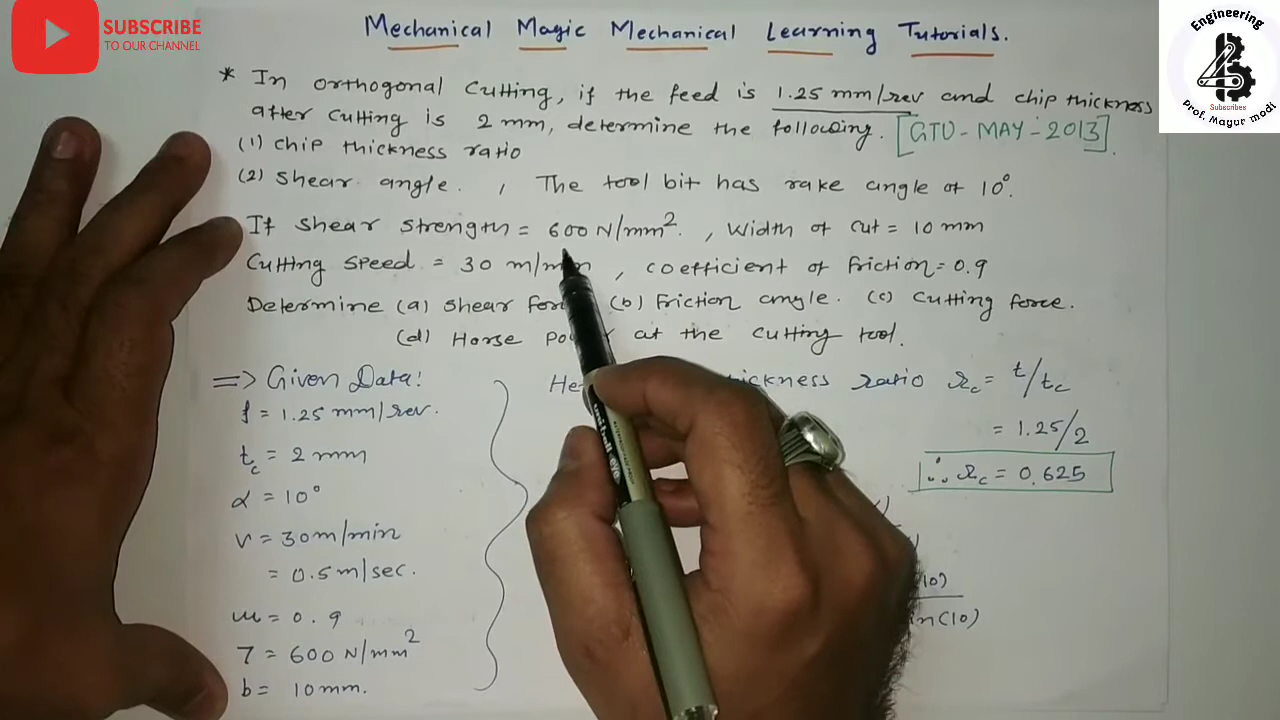 SUBSCRIBE
TO OUR CHANNEL
Mechanical Magic Mechanical Learning Tutorials.
Engineering
Subscribes
Prof. Mayur modi
* In orthogonal cutting, if the feed is 1.25 mm/rev and chip thickness
after cutting is 2 mm, determine the following. [GTU - MAY - 2013].
(1) chip thickness ratio
(2) shear angle. , The tool bit has rake angle of 10°.
If shear strength = 600 N/mm². , width of cut = 10 mm
Cutting speed = 30 m/min , coefficient of friction = 0.9
Determine (a) shear (b) friction angle. (c) cutting force.
(d) Horse at the cutting tool.
=> Given Data:
f = 1.25 mm/rev.
tc = 2 mm
α = 10°
v = 30 m/min
= 0.5 m/sec.
μ = 0.9
τ = 600 N/mm²
b = 10 mm.
ratio rc = t/tc
= 1.25/2
∴ rc = 0.625